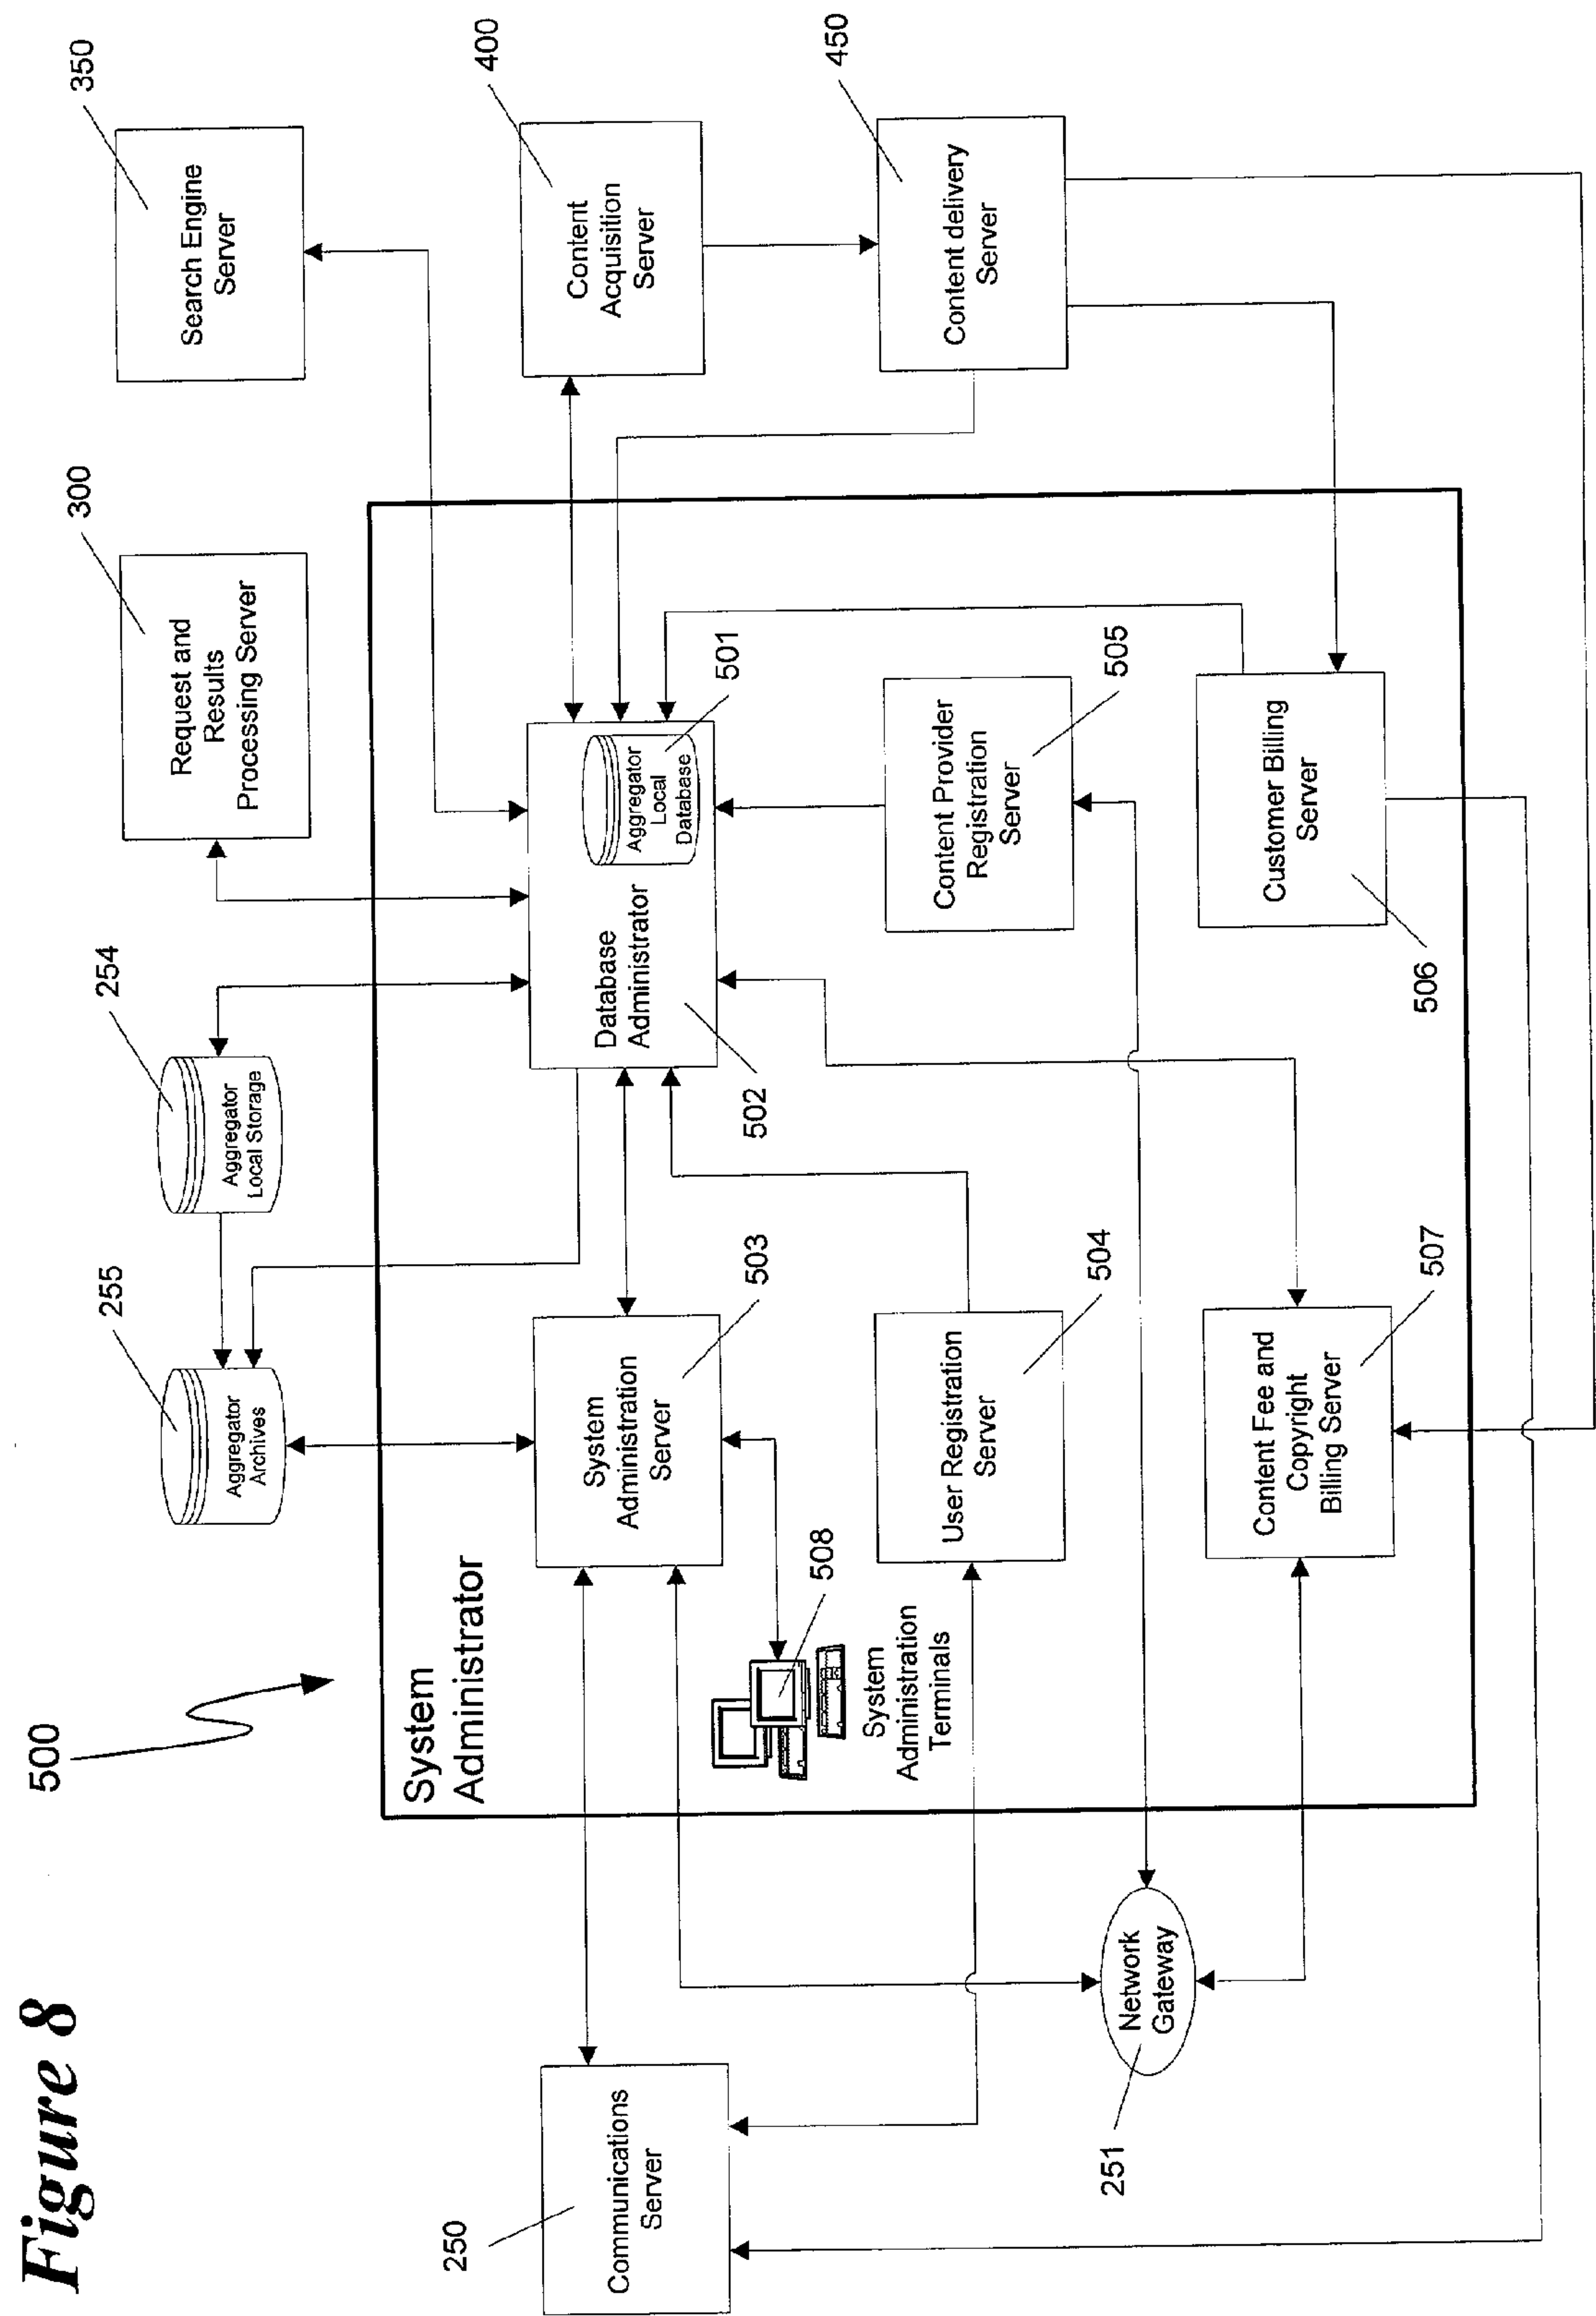 Figure 8
500
255
254
300
350
Aggregator
Archives
Aggregator
Local Storage
Request and
Results
Processing Server
Search Engine
Server
System
Administrator
250
Communications
Server
System
Administration
Server
503
Database
Administrator
502
Aggregator
Local
Database
501
Content
Acquisition
Server
400
508
System
Administration
Terminals
User Registration
Server
504
Content Provider
Registration
Server
505
Content delivery
Server
450
251
Network
Gateway
Content Fee and
Copyright
Billing Server
507
Customer Billing
Server
506